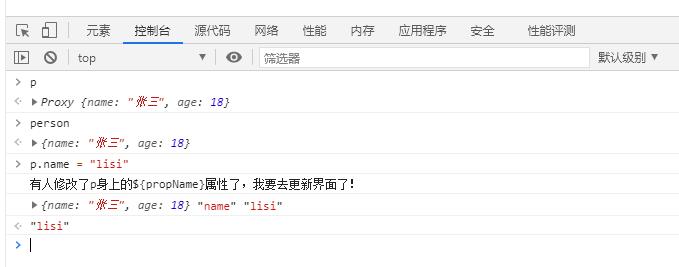 元素 控制台 源代码 网络 性能 内存 应用程序 安全 性能评测
top 筛选器 默认级别
p
Proxy {name: "张三", age: 18}
person
{name: "张三", age: 18}
p.name = "lisi"
有人修改了p身上的${propName}属性了，我要去更新界面了！
{name: "张三", age: 18} "name" "lisi"
"lisi"